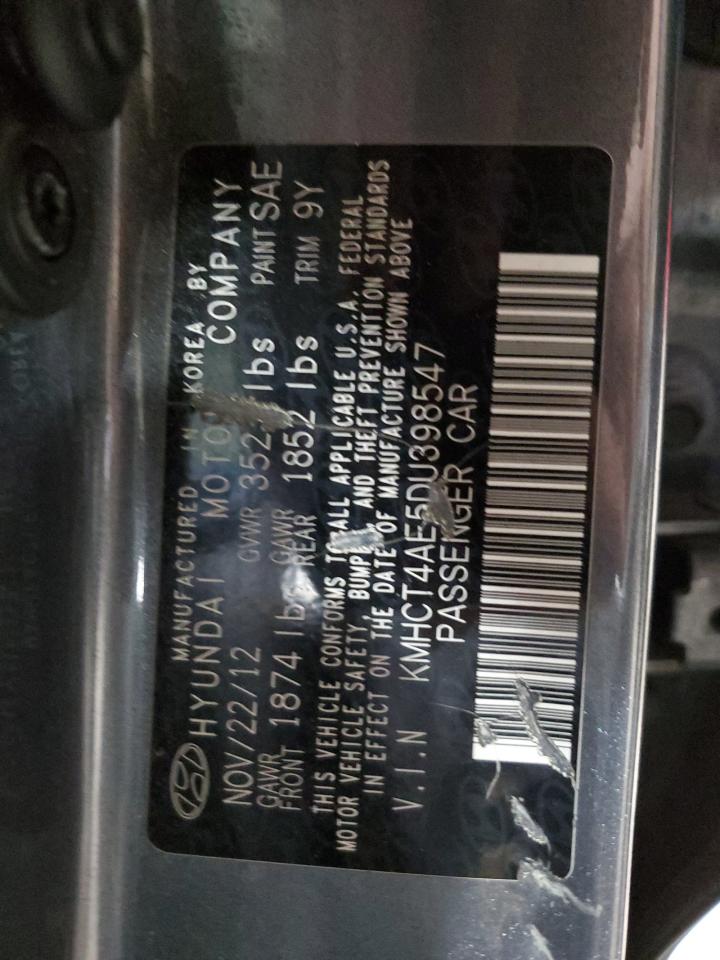 MANUFACTURED IN KOREA BY
HYUNDAI MOTOR COMPANY
NOV/22/12 GVWR lbs PAINT SAE
GAWR FRONT 1874 lbs GAWR REAR 1852 lbs TRIM 9Y
THIS VEHICLE CONFORMS TO ALL APPLICABLE U.S.A. FEDERAL
MOTOR VEHICLE SAFETY, BUMPER, AND THEFT PREVENTION STANDARDS
IN EFFECT ON THE DATE OF MANUFACTURE SHOWN ABOVE
V.I.N KMHCT4AE5DU398547
PASSENGER CAR